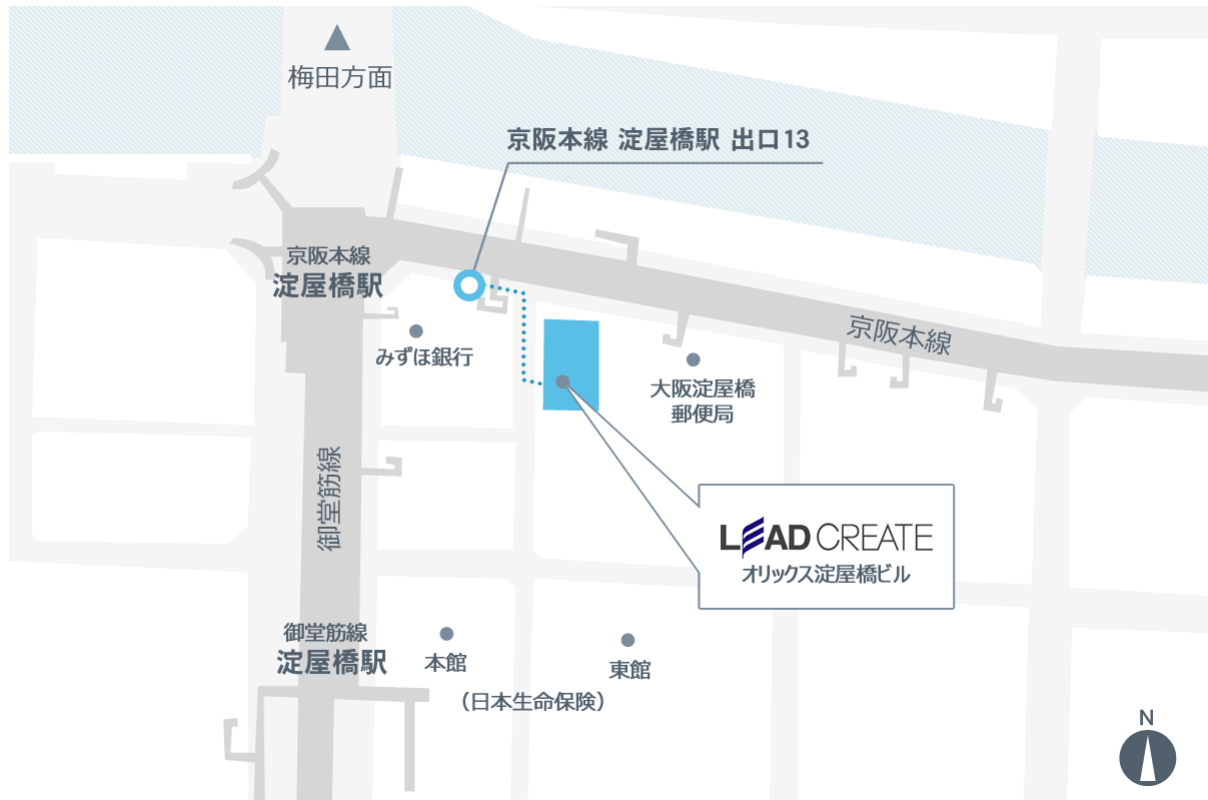 梅田方面
京阪本線 淀屋橋駅 出口13
京阪本線
淀屋橋駅
みずほ銀行
京阪本線
大阪淀屋橋
郵便局
御堂筋線
LEAD CREATE
オリックス淀屋橋ビル
御堂筋線
淀屋橋駅
本館
東館
(日本生命保険)
N